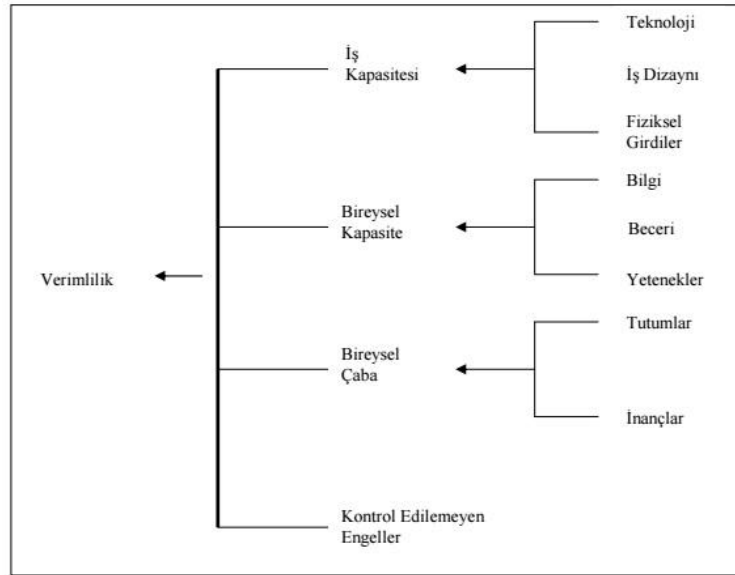 Teknoloji
İş
Kapasitesi
İş Dizaynı
Fiziksel
Girdiler
Bilgi
Bireysel
Kapasite
Beceri
Verimlilik
Yetenekler
Tutumlar
Bireysel
Çaba
İnançlar
Kontrol Edilemeyen
Engeller